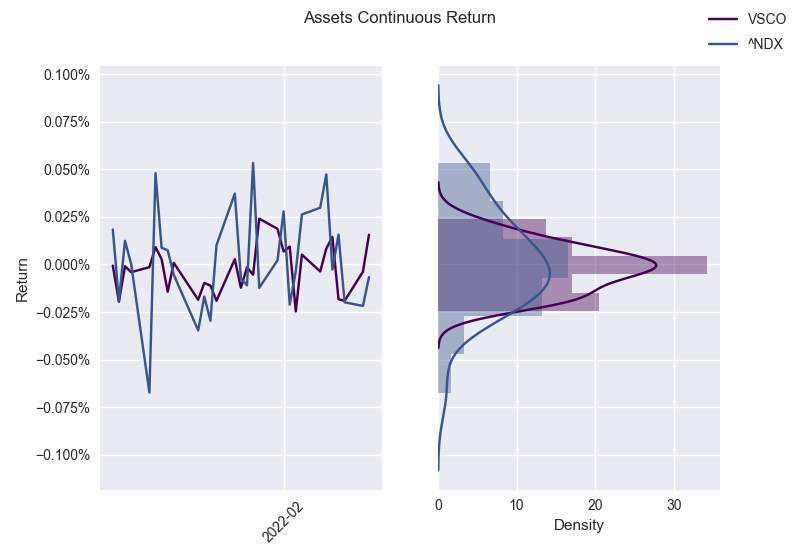 Assets Continuous Return
VSCO
^NDX
0.100%
0.075%
0.050%
0.025%
0.000%
−0.025%
−0.050%
−0.075%
−0.100%
Return
2022-02
0 10 20 30
Density